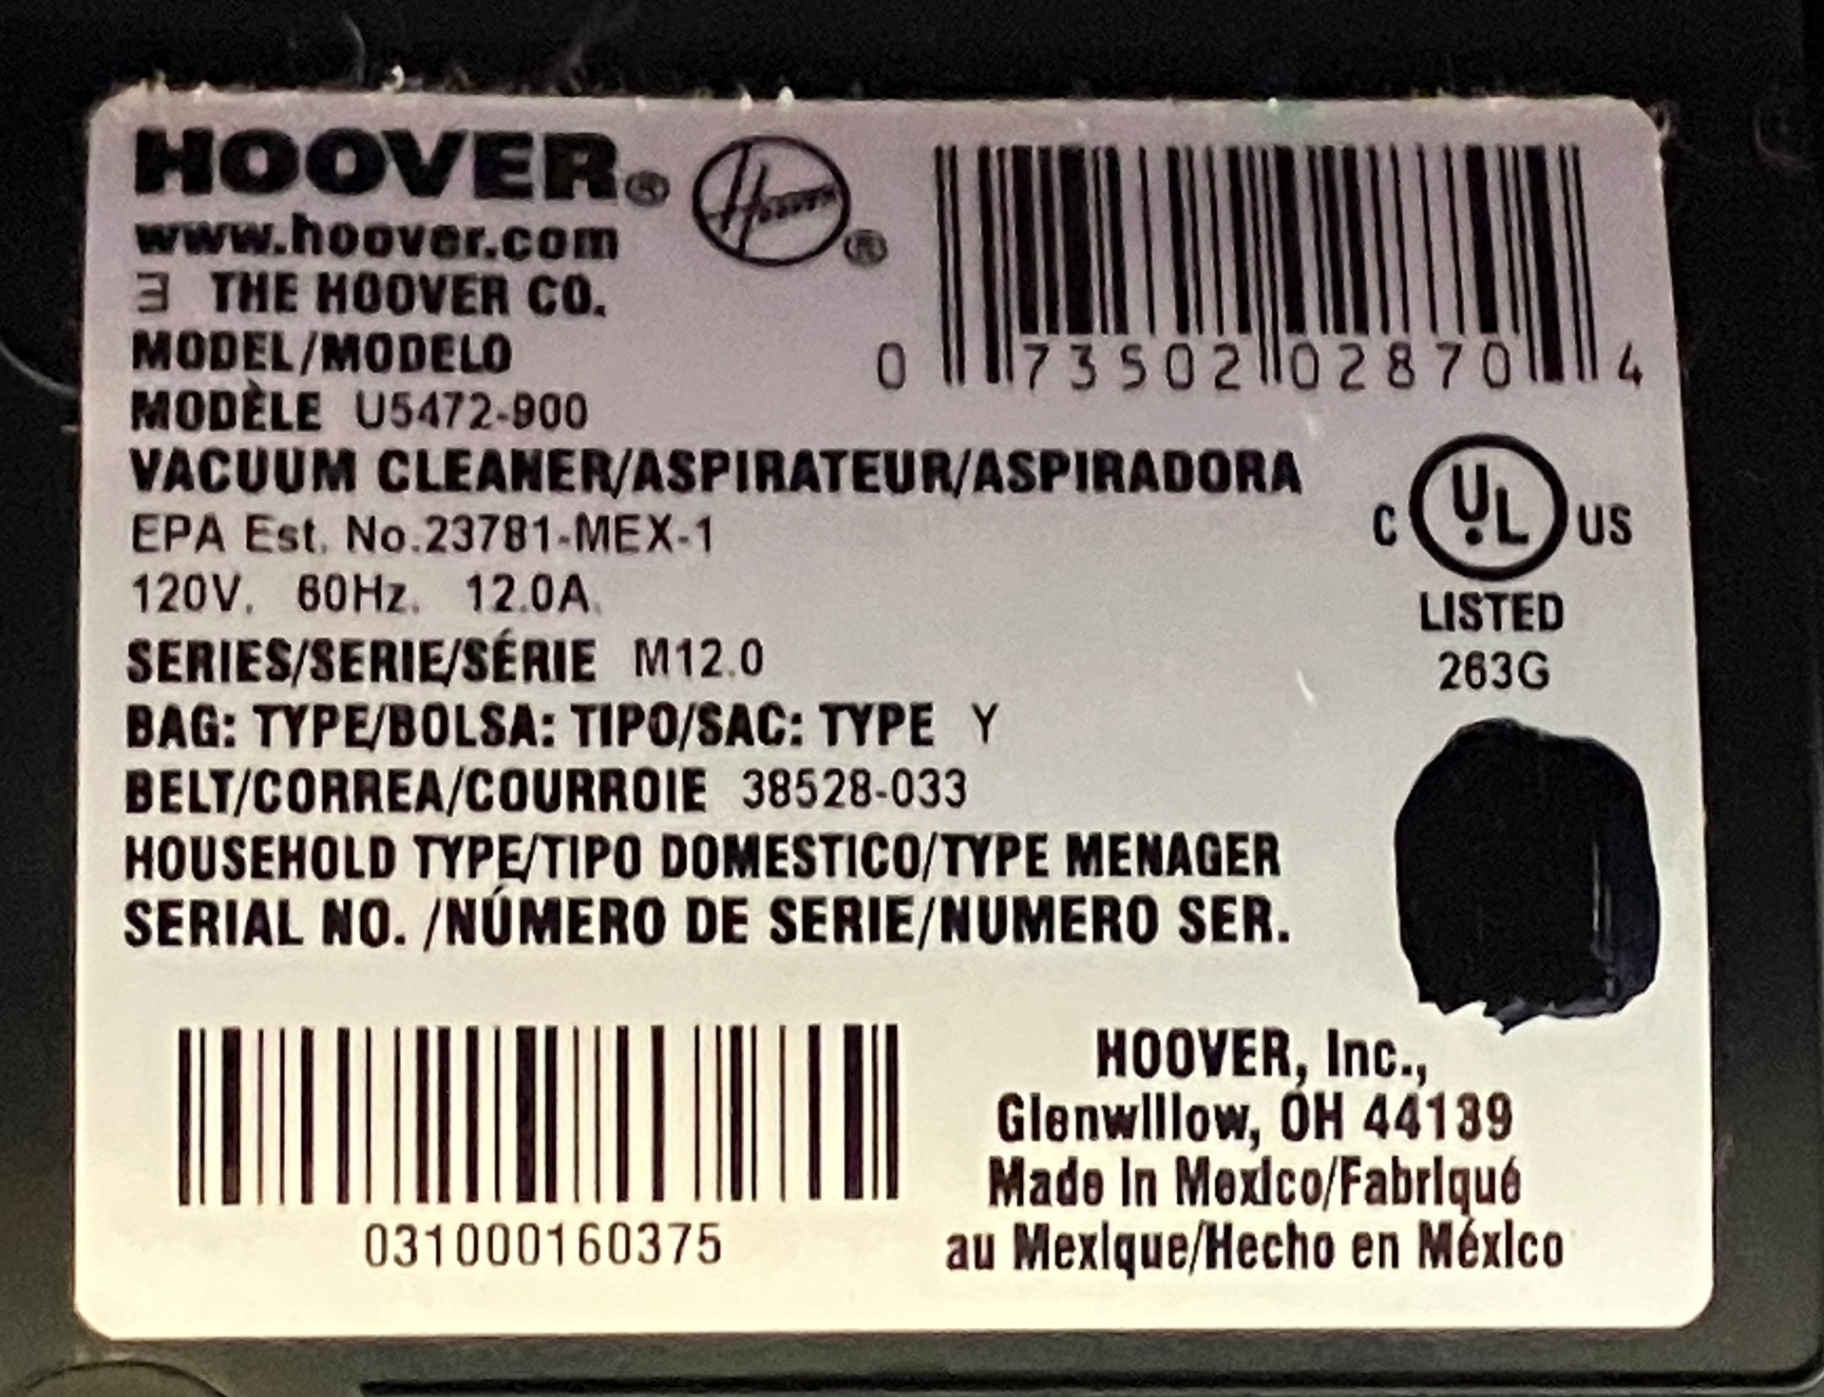 HOOVER®
HOOVER ®
www.hoover.com
THE HOOVER CO.
MODEL/MODELO
MODÈLE U5472-900
0 73502 02870 4
VACUUM CLEANER/ASPIRATEUR/ASPIRADORA
EPA Est. No.23781-MEX-1
120V. 60Hz. 12.0A.
C UL US
LISTED
263G
SERIES/SERIE/SÉRIE M12.0
BAG: TYPE/BOLSA: TIPO/SAC: TYPE Y
BELT/CORREA/COURROIE 38528-033
HOUSEHOLD TYPE/TIPO DOMESTICO/TYPE MENAGER
SERIAL NO. /NÚMERO DE SERIE/NUMERO SER.
031000160375
HOOVER, Inc.,
Glenwillow, OH 44139
Made in Mexico/Fabriqué
au Mexique/Hecho en México